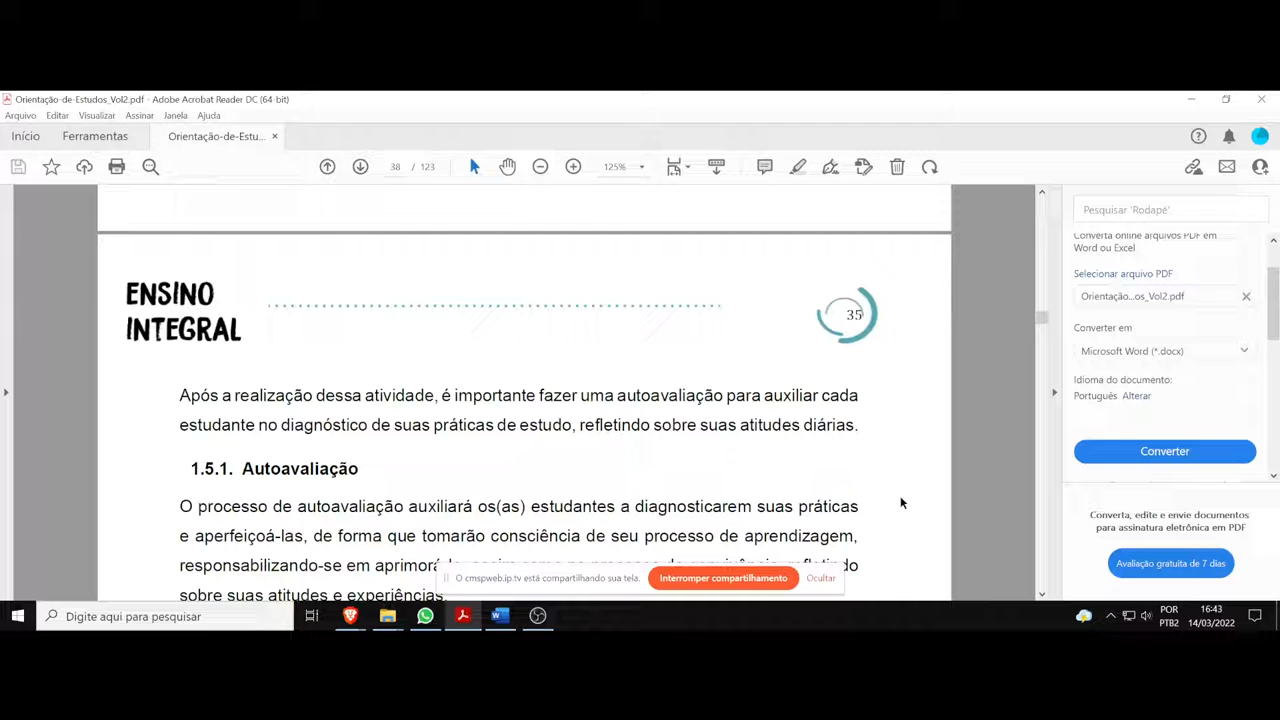 Orientação-de-Estudos_Vol2.pdf - Adobe Acrobat Reader DC (64-bit)
Arquivo Editar Visualizar Assinar Janela Ajuda
Início Ferramentas Orientação-de-Estu... ×
38 / 123 125%
Pesquisar 'Rodapé'
Converta online arquivos PDF em
Word ou Excel
Selecionar arquivo PDF
Orientação...os_Vol2.pdf
Converter em
Microsoft Word (*.docx)
Idioma do documento:
Português Alterar
Converter
Converta, edite e envie documentos
para assinatura eletrônica em PDF
Avaliação gratuita de 7 dias
ENSINO
INTEGRAL
35
Após a realização dessa atividade, é importante fazer uma autoavaliação para auxiliar cada
estudante no diagnóstico de suas práticas de estudo, refletindo sobre suas atitudes diárias.
1.5.1. Autoavaliação
O processo de autoavaliação auxiliará os(as) estudantes a diagnosticarem suas práticas
e aperfeiçoá-las, de forma que tomarão consciência de seu processo de aprendizagem,
responsabilizando-se em
sobre suas atitudes e experiências.
O cmspweb.ip.tv está compartilhando sua tela. Interromper compartilhamento Ocultar
Digite aqui para pesquisar
POR
PTB2
16:43
14/03/2022